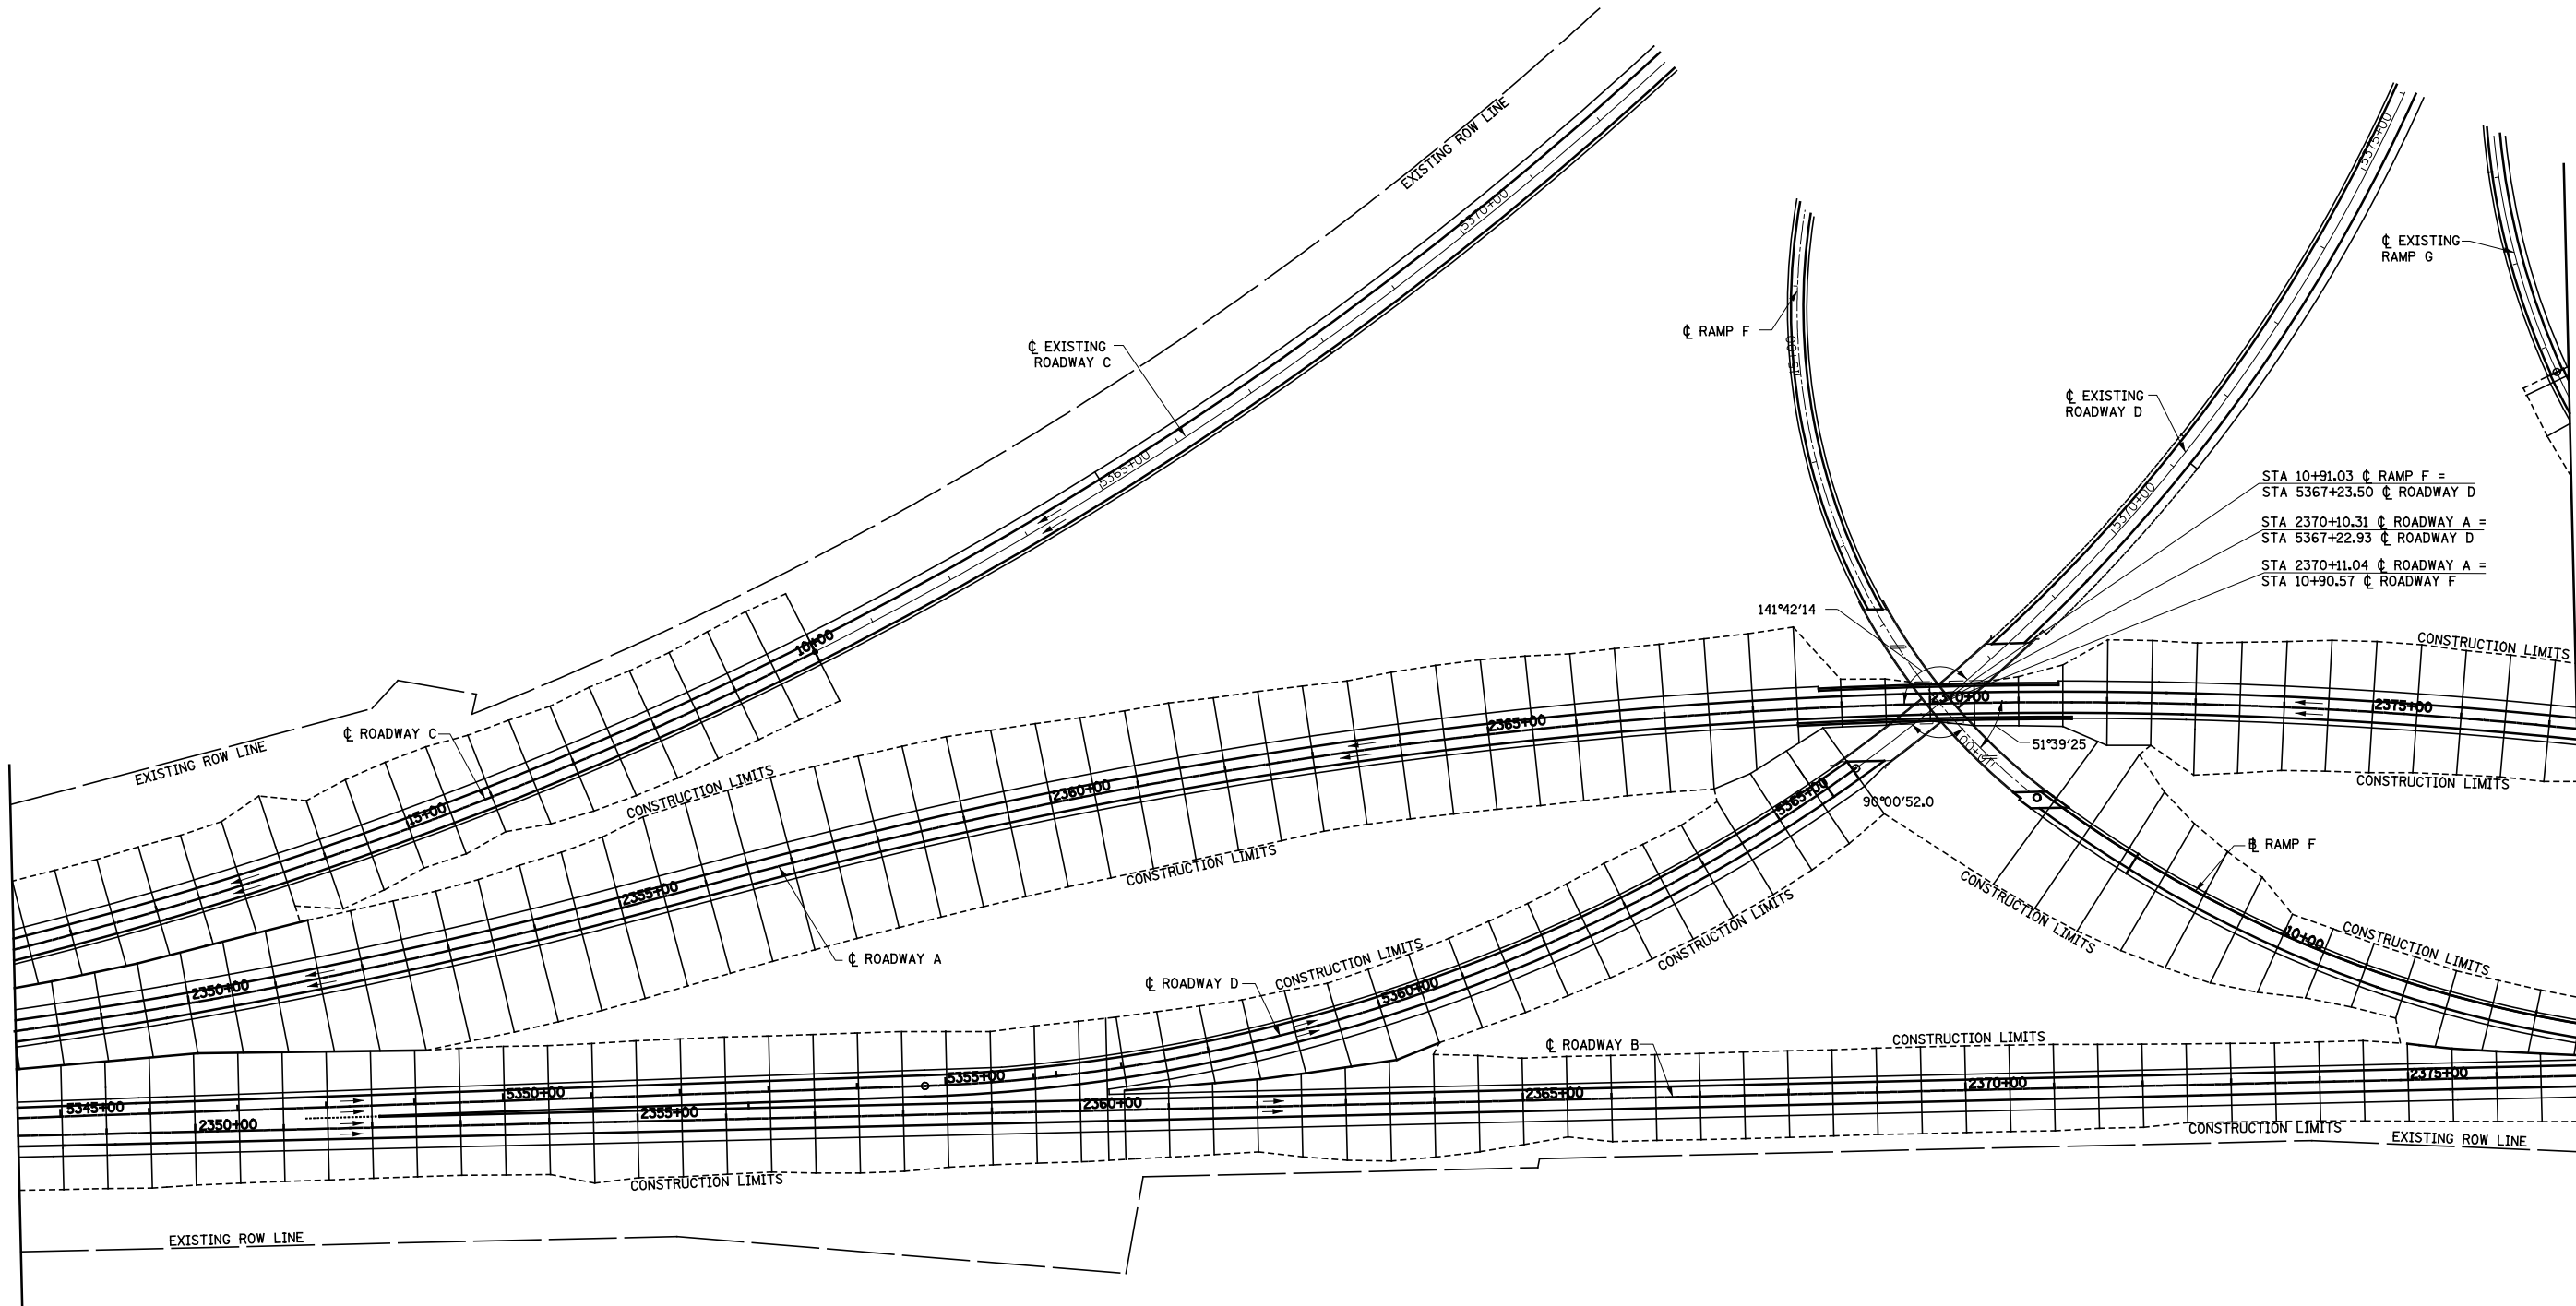 EXISTING ROW LINE
5375+00
5370+00
℄ EXISTING
RAMP G
℄ RAMP F
℄ EXISTING
ROADWAY C
15+00
℄ EXISTING
ROADWAY D
5365+00
5370+00
STA 10+91.03 ℄ RAMP F =
STA 5367+23.50 ℄ ROADWAY D
STA 2370+10.31 ℄ ROADWAY A =
STA 5367+22.93 ℄ ROADWAY D
STA 2370+11.04 ℄ ROADWAY A =
STA 10+90.57 ℄ ROADWAY F
141°42'14
10+00
CONSTRUCTION LIMITS
2370+00
2375+00
2365+00
℄ ROADWAY C
EXISTING ROW LINE
51°39'25
10+00
CONSTRUCTION LIMITS
CONSTRUCTION LIMITS
2360+00
5365+00
90°00'52.0
15+00
℄ RAMP F
CONSTRUCTION LIMITS
2355+00
CONSTRUCTION LIMITS
10+00
CONSTRUCTION LIMITS
CONSTRUCTION LIMITS
CONSTRUCTION LIMITS
℄ ROADWAY A
℄ ROADWAY D
2350+00
5360+00
℄ ROADWAY B
CONSTRUCTION LIMITS
5355+00
2375+00
2370+00
5350+00
2365+00
5345+00
2360+00
2355+00
2350+00
CONSTRUCTION LIMITS
EXISTING ROW LINE
CONSTRUCTION LIMITS
EXISTING ROW LINE